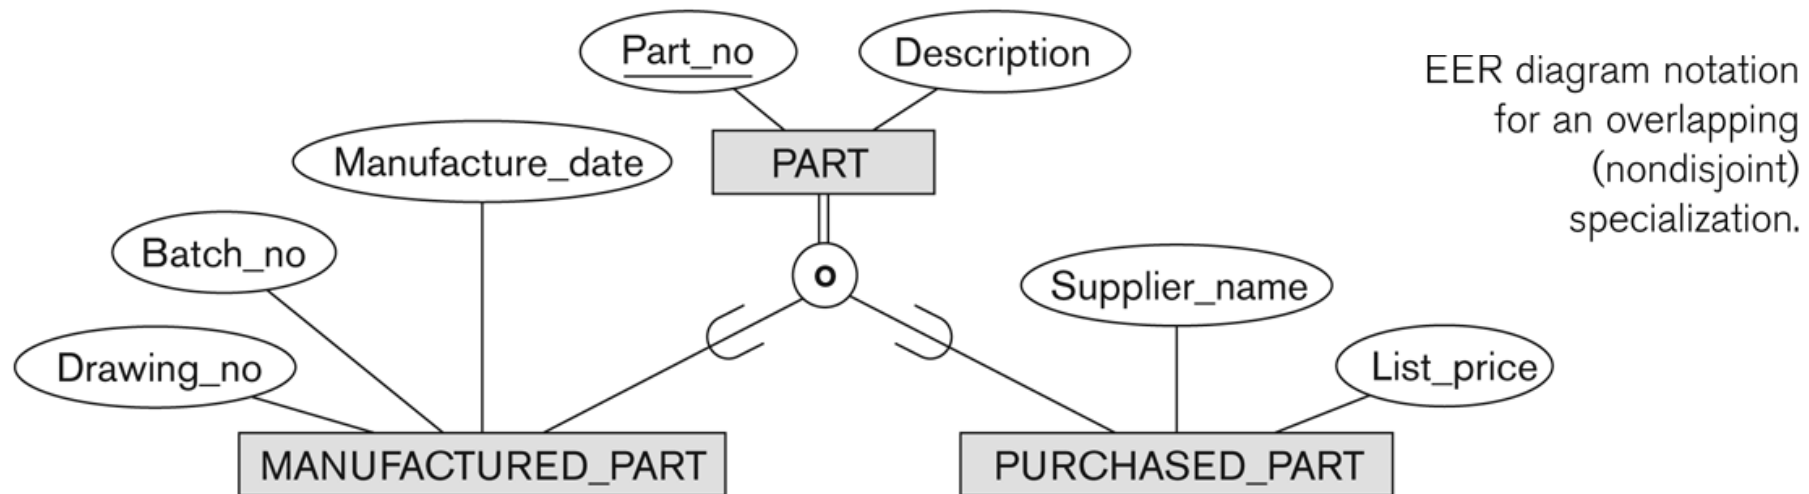 Part_no
Description
EER diagram notation
for an overlapping
(nondisjoint)
specialization.
Manufacture_date
PART
Batch_no
o
Supplier_name
Drawing_no
List_price
MANUFACTURED_PART
PURCHASED_PART